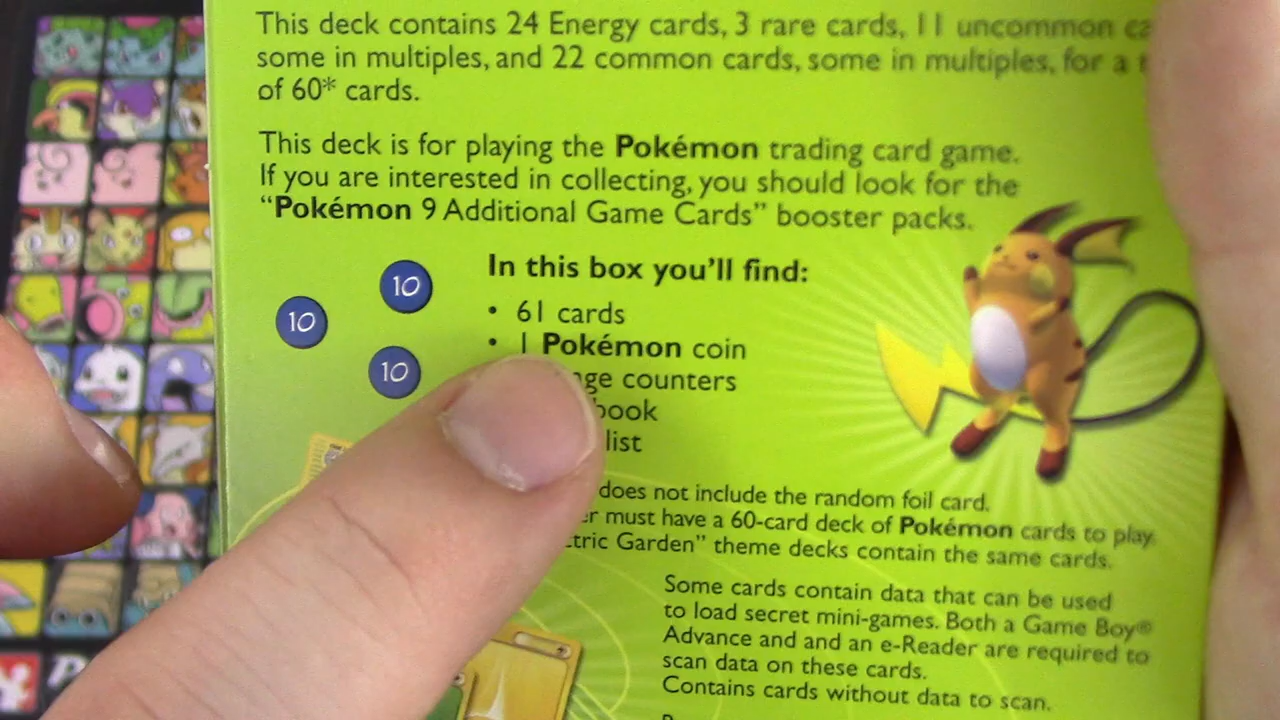 This deck contains 24 Energy cards, 3 rare cards, 11 uncommon ca
some in multiples, and 22 common cards, some in multiples, for a t
of 60* cards.
This deck is for playing the Pokémon trading card game.
If you are interested in collecting, you should look for the
“Pokémon 9 Additional Game Cards” booster packs.
In this box you’ll find:
• 61 cards
• 1 Pokémon coin
nge counters
book
list
10
10
10
does not include the random foil card.
er must have a 60-card deck of Pokémon cards to play.
ctric Garden” theme decks contain the same cards.
Some cards contain data that can be used
to load secret mini-games. Both a Game Boy®
Advance and and an e-Reader are required to
scan data on these cards.
Contains cards without data to scan.